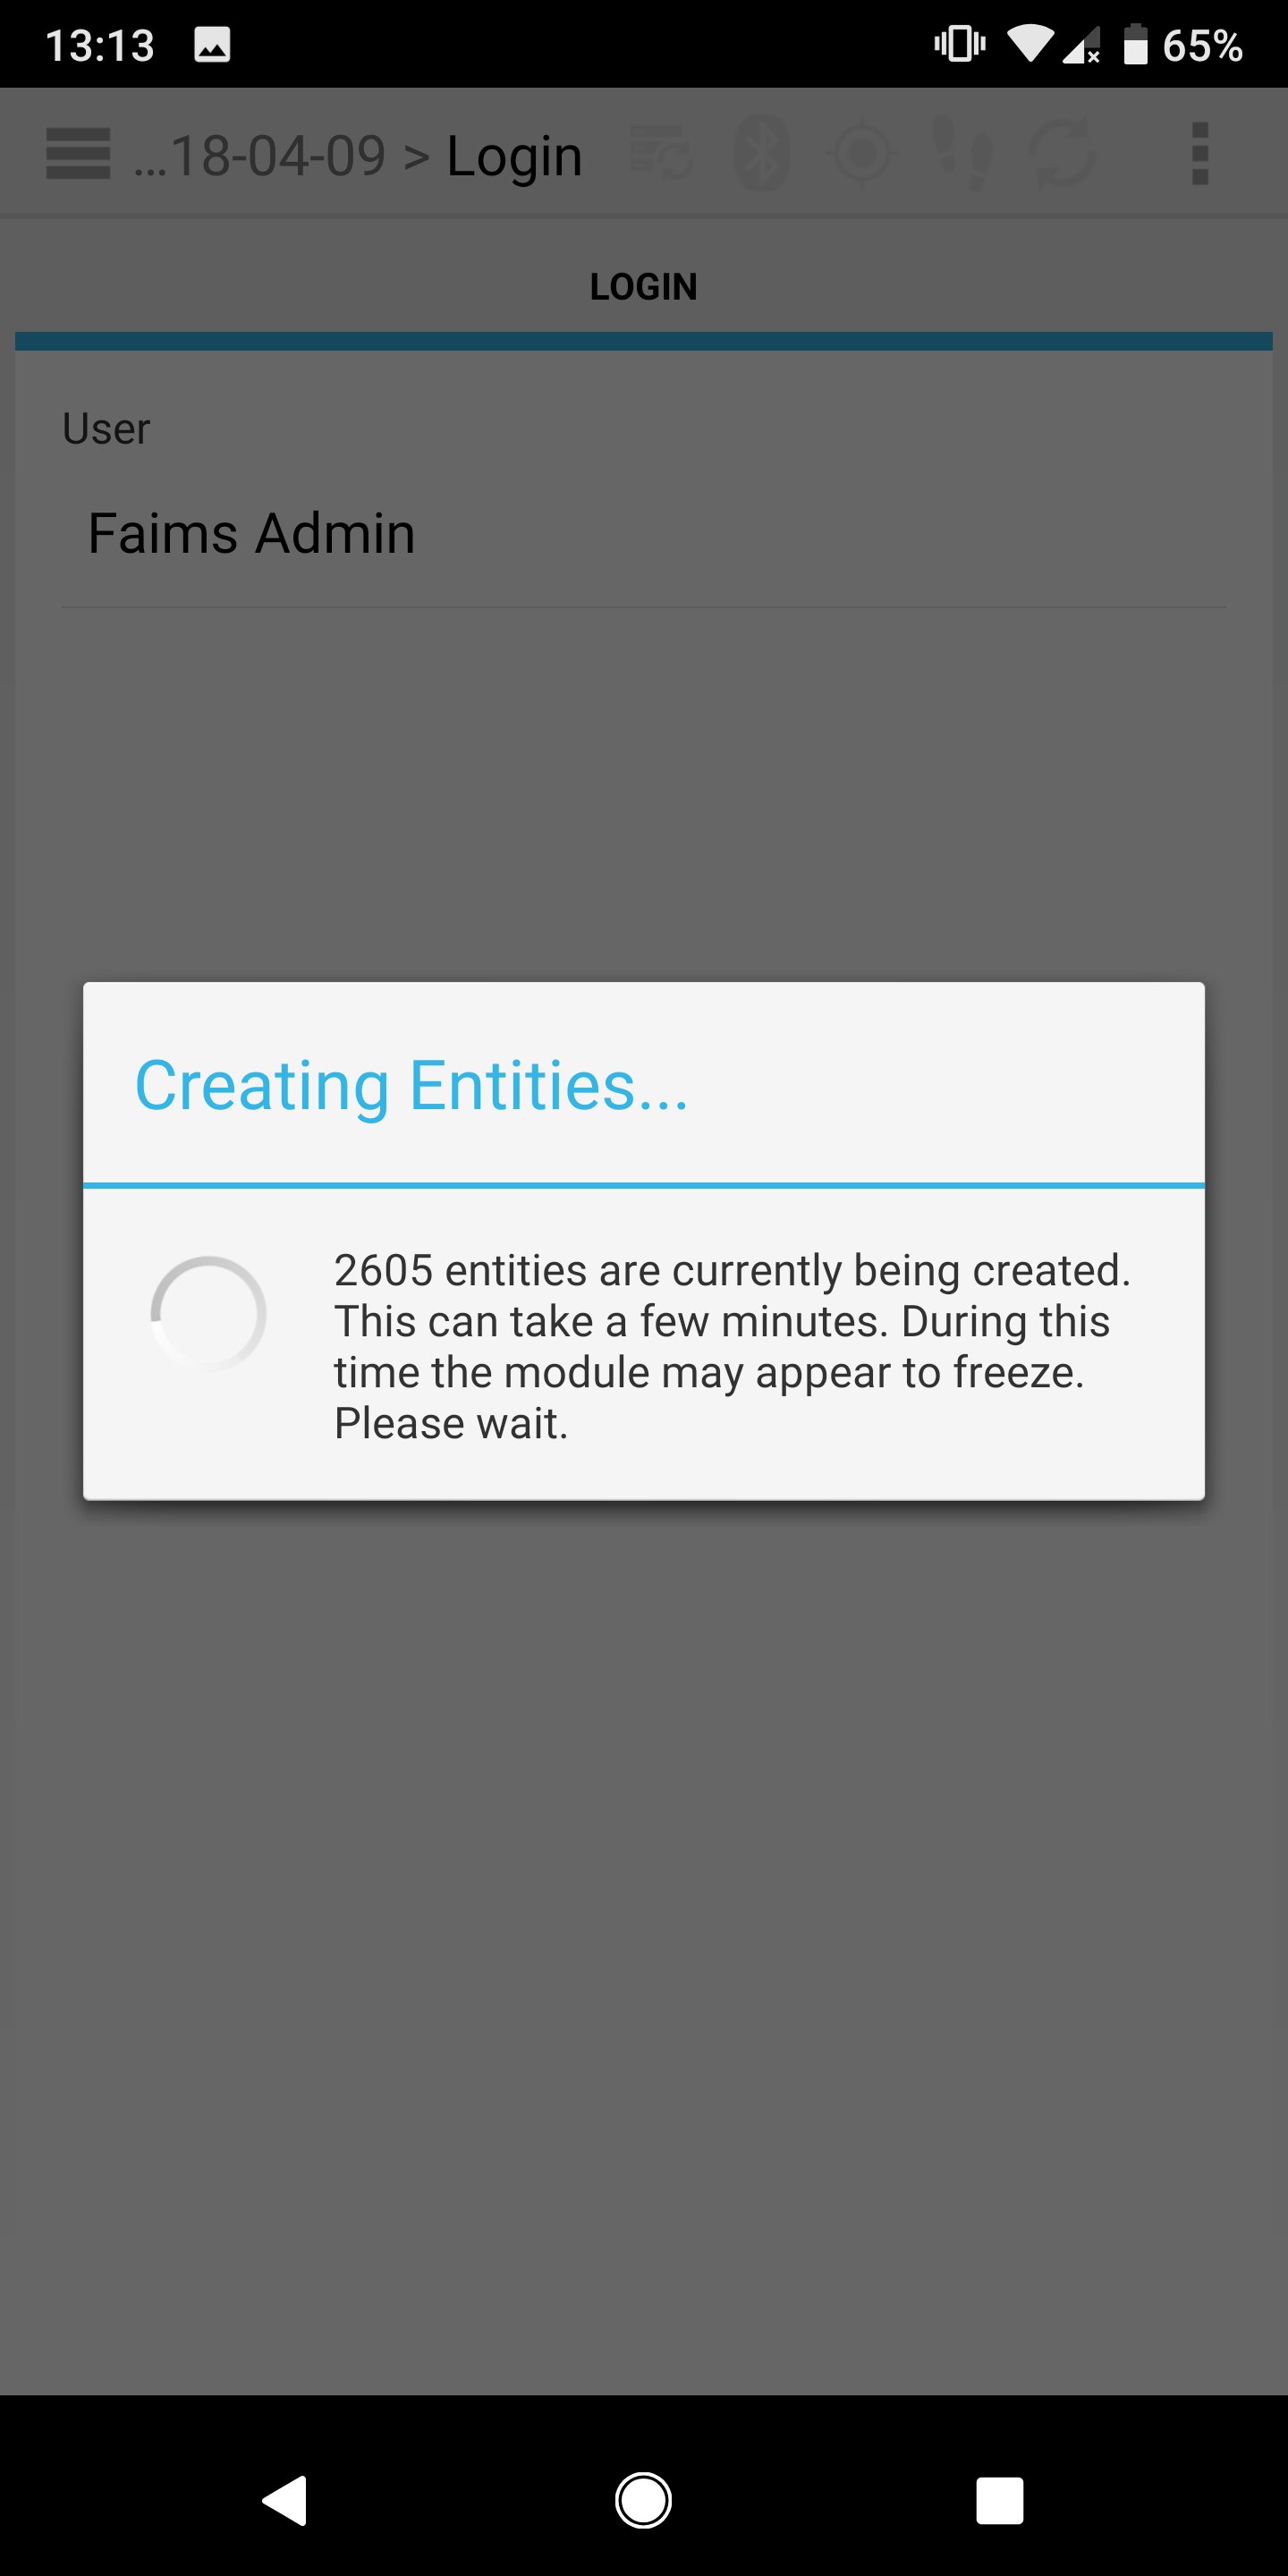 13:13 65%
...18-04-09 > Login
LOGIN
User
Faims Admin
Creating Entities...
2605 entities are currently being created.
This can take a few minutes. During this
time the module may appear to freeze.
Please wait.